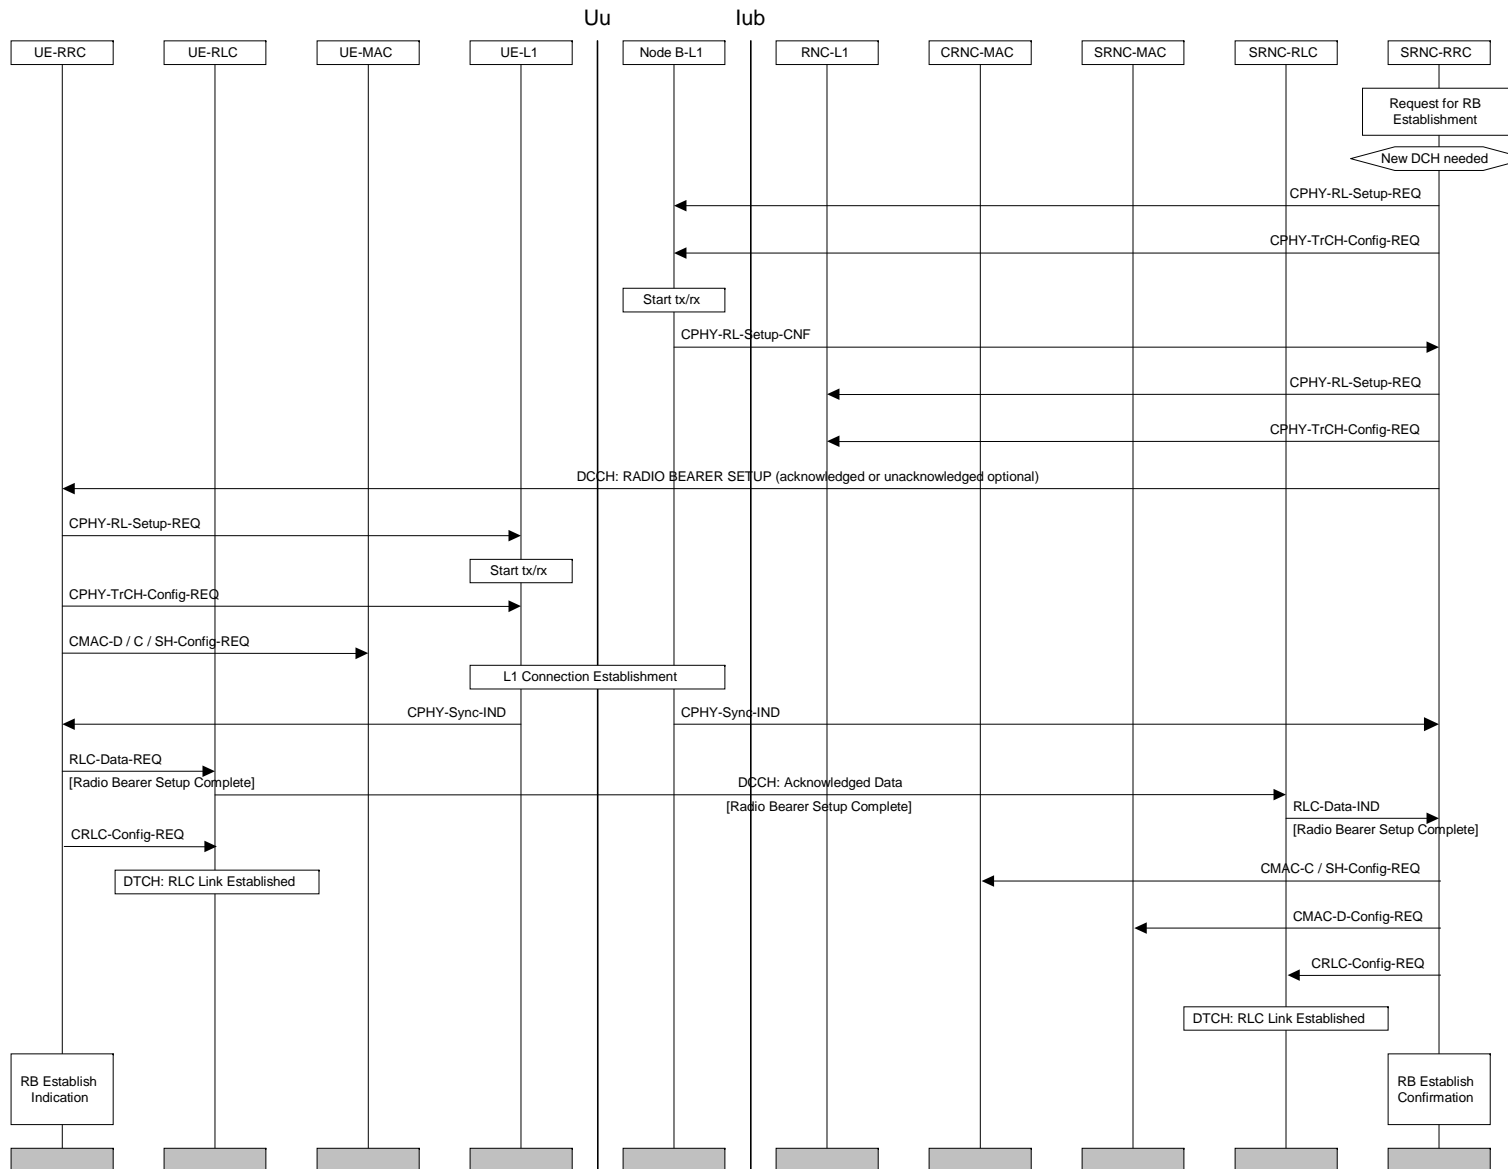 Uu
Iub
UE-RRC
UE-RLC
UE-MAC
UE-L1
Node B-L1
RNC-L1
CRNC-MAC
SRNC-MAC
SRNC-RLC
SRNC-RRC
Request for RB
Establishment
New DCH needed
CPHY-RL-Setup-REQ
CPHY-TrCH-Config-REQ
Start tx/rx
CPHY-RL-Setup-CNF
CPHY-RL-Setup-REQ
CPHY-TrCH-Config-REQ
DCCH: RADIO BEARER SETUP (acknowledged or unacknowledged optional)
CPHY-RL-Setup-REQ
Start tx/rx
CPHY-TrCH-Config-REQ
CMAC-D / C / SH-Config-REQ
L1 Connection Establishment
CPHY-Sync-IND
CPHY-Sync-IND
RLC-Data-REQ
[Radio Bearer Setup Complete]
DCCH: Acknowledged Data
[Radio Bearer Setup Complete]
RLC-Data-IND
[Radio Bearer Setup Complete]
CRLC-Config-REQ
DTCH: RLC Link Established
CMAC-C / SH-Config-REQ
CMAC-D-Config-REQ
CRLC-Config-REQ
DTCH: RLC Link Established
RB Establish
Indication
RB Establish
Confirmation